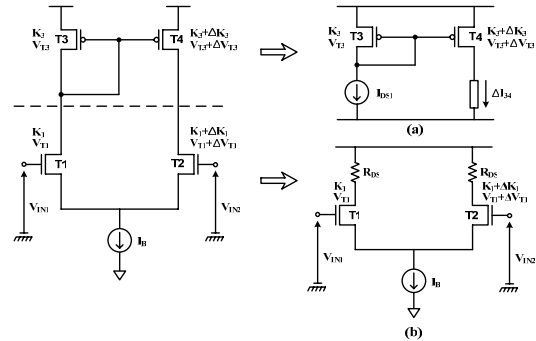 K3
VT3
T3
T4
K3+ΔK3
VT3+ΔVT3
K1
VT1
T1
T2
K1+ΔK1
VT1+ΔVT1
VIN1
VIN2
IB
K3
VT3
T3
T4
K3+ΔK3
VT3+ΔVT3
IDS1
ΔI34
(a)
RDS
RDS
K1
VT1
T1
T2
K1+ΔK1
VT1+ΔVT1
VIN1
VIN2
IB
(b)